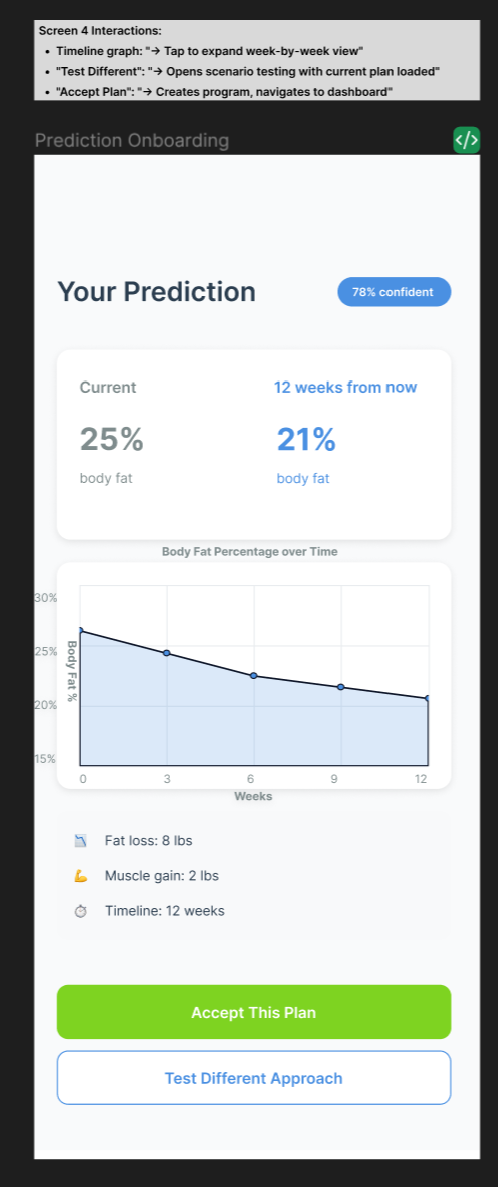 Screen 4 Interactions:
• Timeline graph: "→ Tap to expand week-by-week view"
• "Test Different": "→ Opens scenario testing with current plan loaded"
• "Accept Plan": "→ Creates program, navigates to dashboard"
Prediction Onboarding
</>
Your Prediction
78% confident
Current
12 weeks from now
25%
21%
body fat
body fat
Body Fat Percentage over Time
30%
25%
20%
15%
Body Fat %
0 3 6 9 12
Weeks
Fat loss: 8 lbs
Muscle gain: 2 lbs
Timeline: 12 weeks
Accept This Plan
Test Different Approach